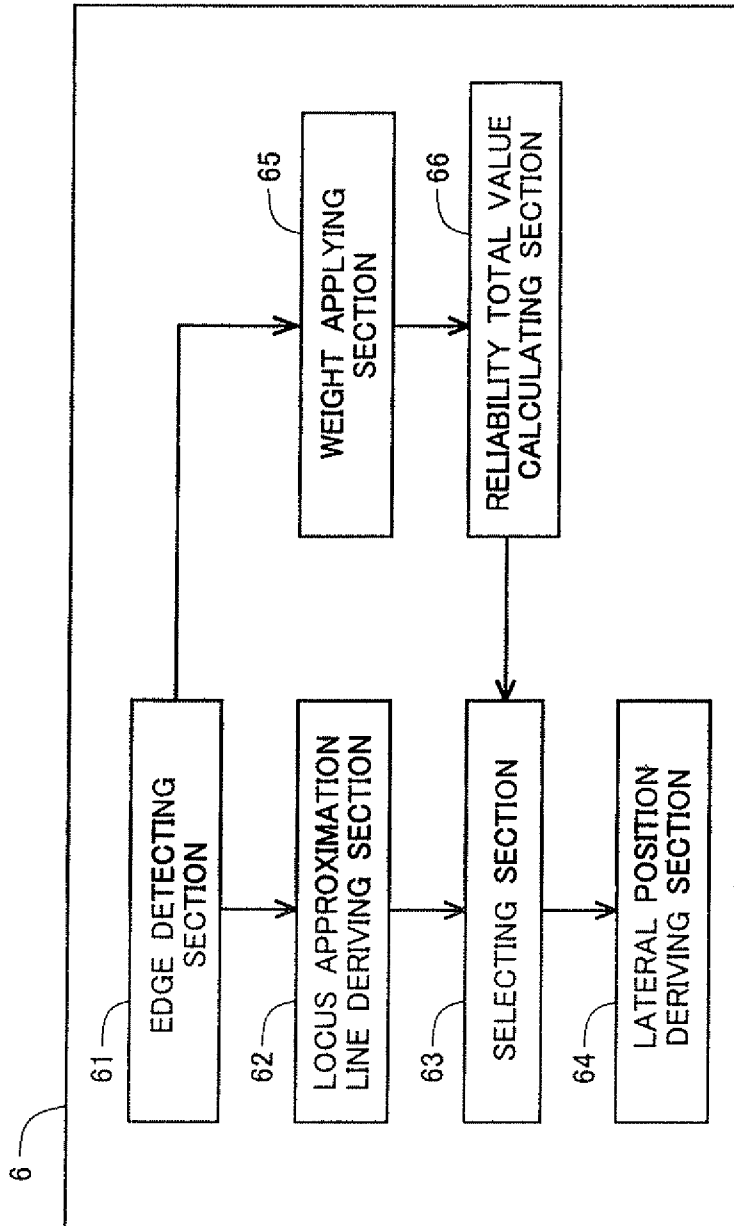 6
61
EDGE DETECTING
SECTION
62
LOCUS APPROXIMATION
LINE DERIVING SECTION
63
SELECTING SECTION
64
LATERAL POSITION
DERIVING SECTION
65
WEIGHT APPLYING
SECTION
66
RELIABILITY TOTAL VALUE
CALCULATING SECTION